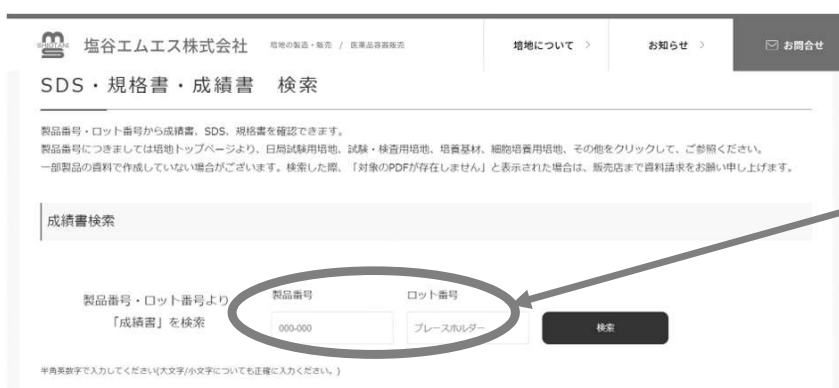 SHIOTANI
塩谷エムエス株式会社 培地の製造・販売 / 医薬品容器販売 培地について お知らせ お問合せ
SDS・規格書・成績書 検索
製品番号・ロット番号から成績書、SDS、規格書を確認できます。
製品番号につきましては培地トップページより、日局試験用培地、試験・検査用培地、培養基材、細胞培養用培地、その他をクリックして、ご参照ください。
一部製品の資料で作成していない場合がございます。検索した際、「対象のPDFが存在しません」と表示された場合は、販売店まで資料請求をお願い申し上げます。
成績書検索
製品番号 ロット番号
製品番号・ロット番号より
「成績書」を検索
000-000 プレースホルダー 検索
半角英数字で入力してください(大文字/小文字についても正確に入力ください。)